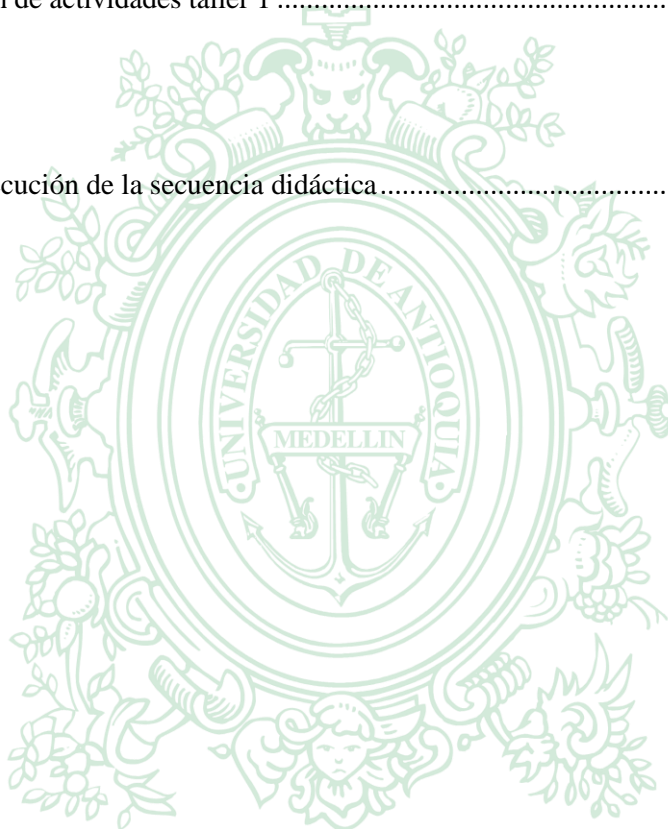 de actividades taller 1 ................................................................
cución de la secuencia didáctica .......................................
UNIVERSIDAD DE ANTIOQUIA
MEDELLIN